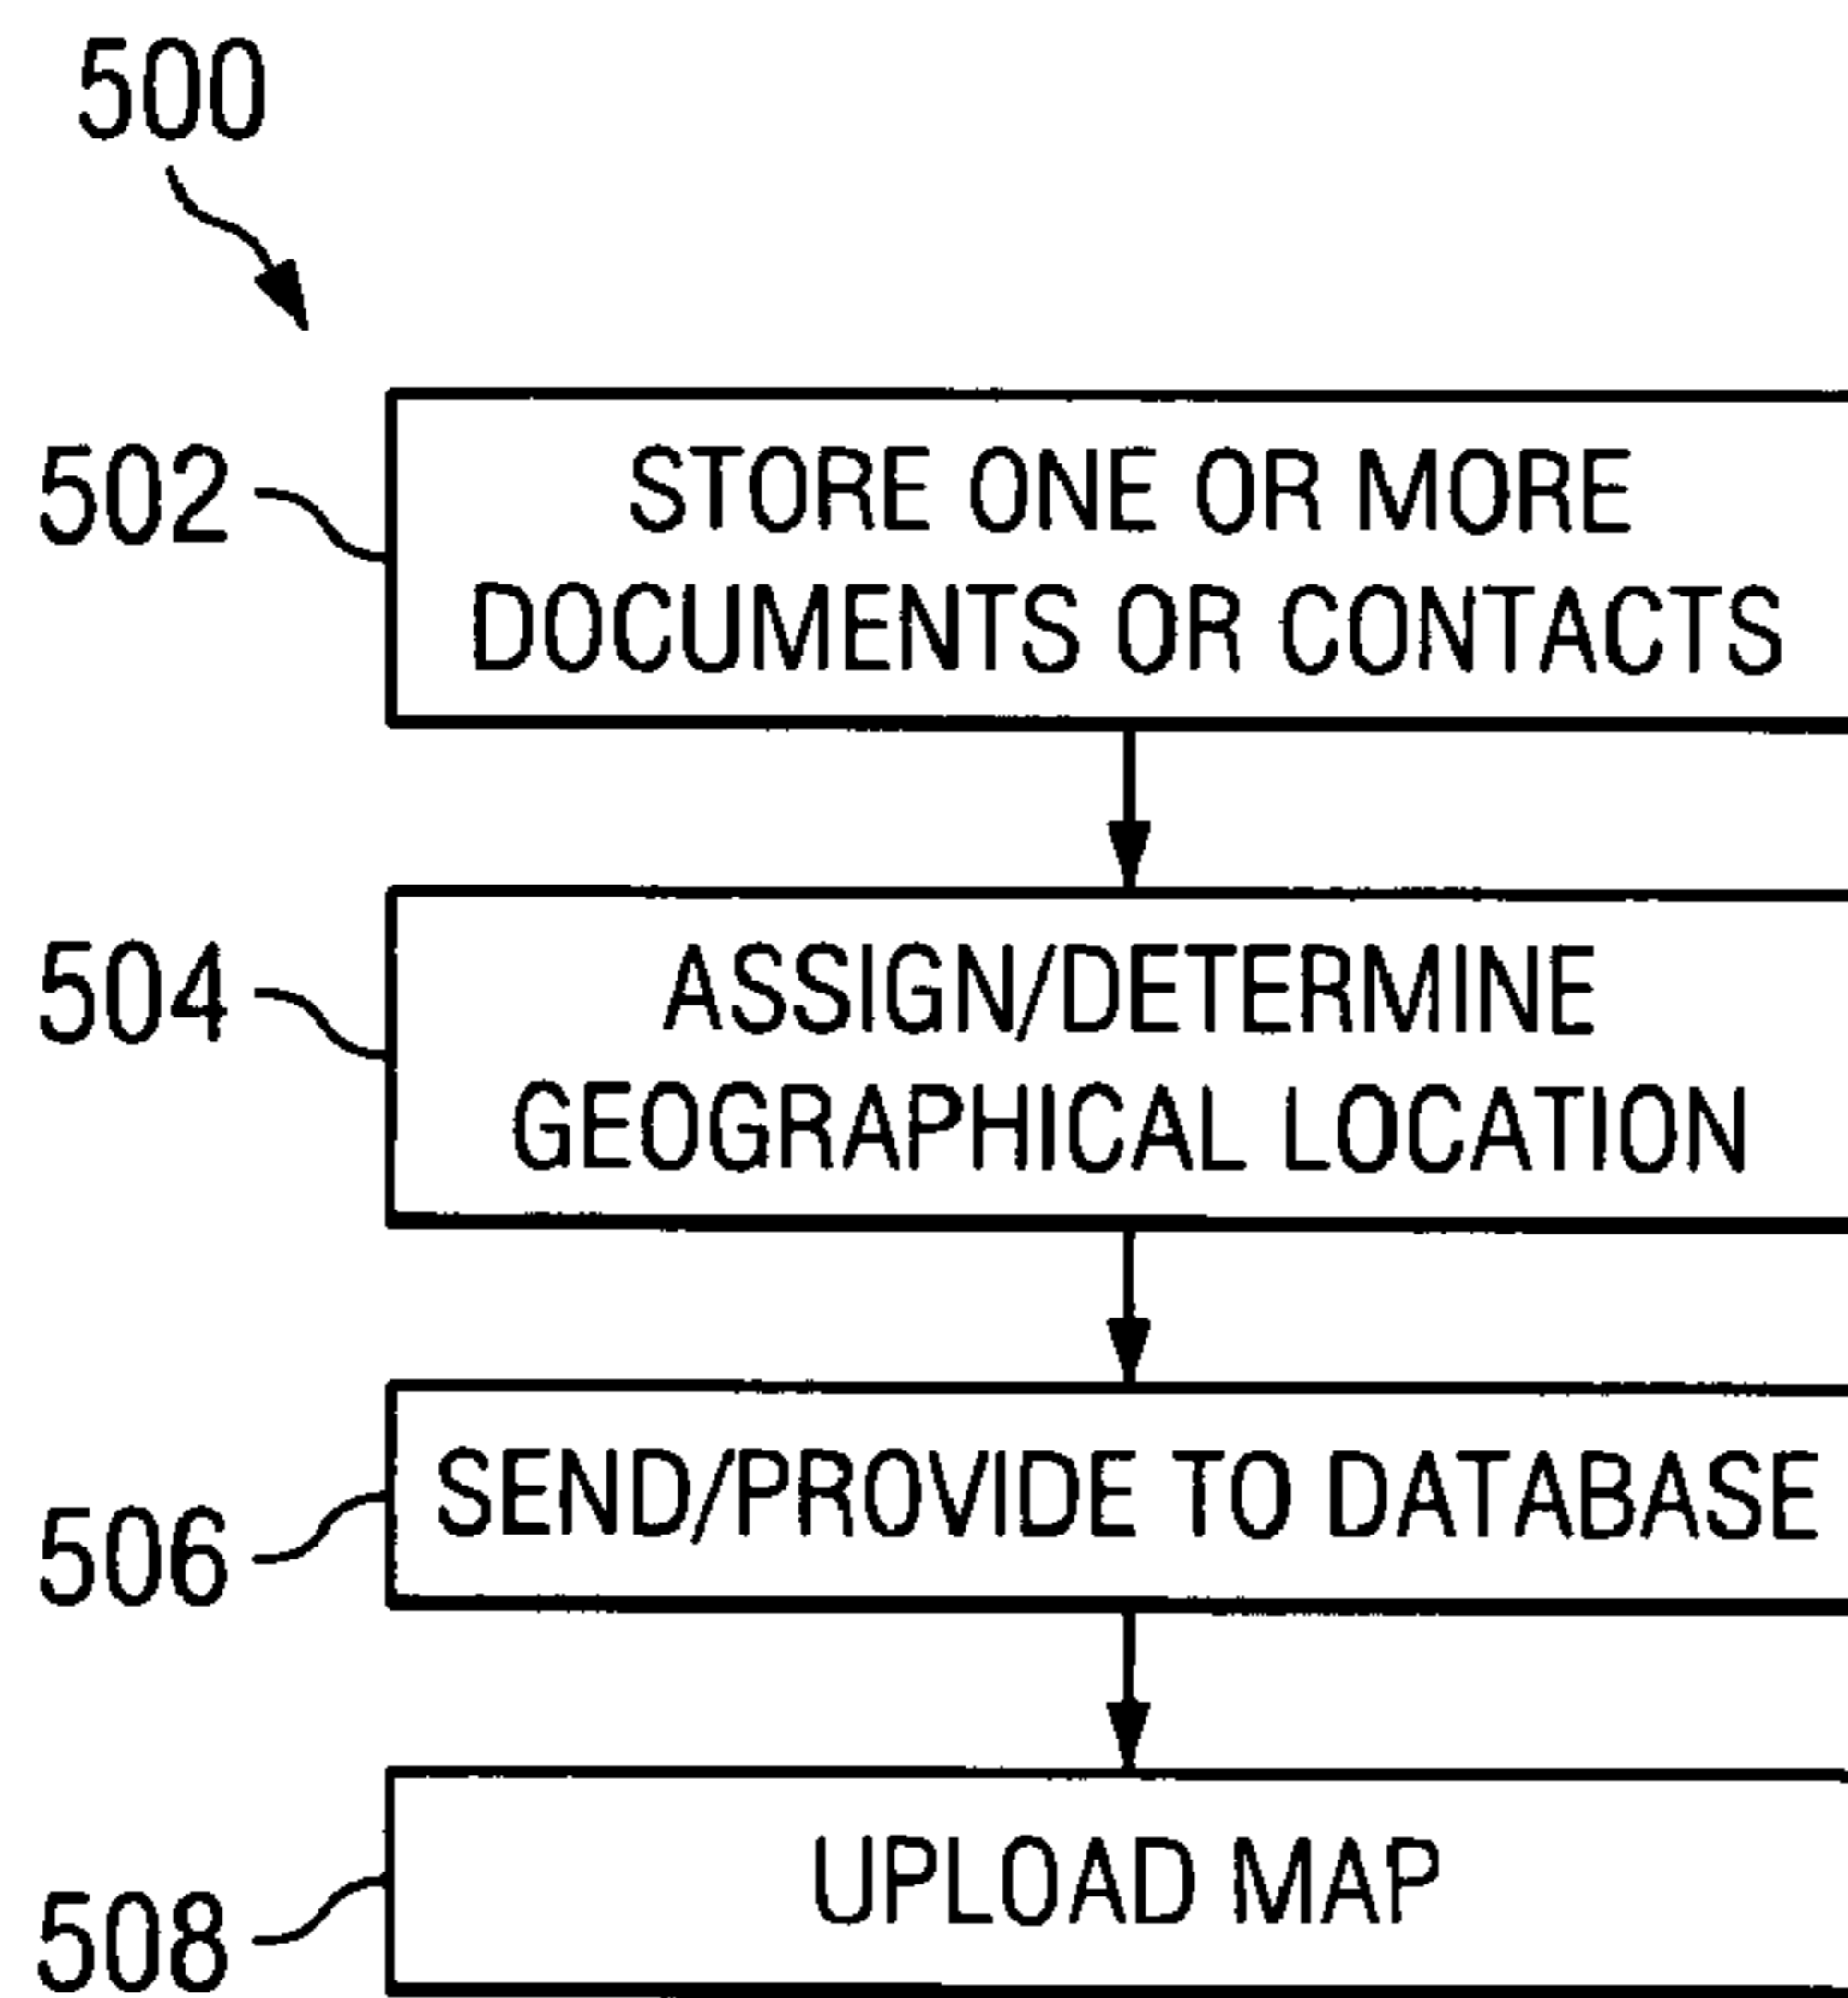 500
502
STORE ONE OR MORE
DOCUMENTS OR CONTACTS
504
ASSIGN/DETERMINE
GEOGRAPHICAL LOCATION
506
SEND/PROVIDE TO DATABASE
508
UPLOAD MAP